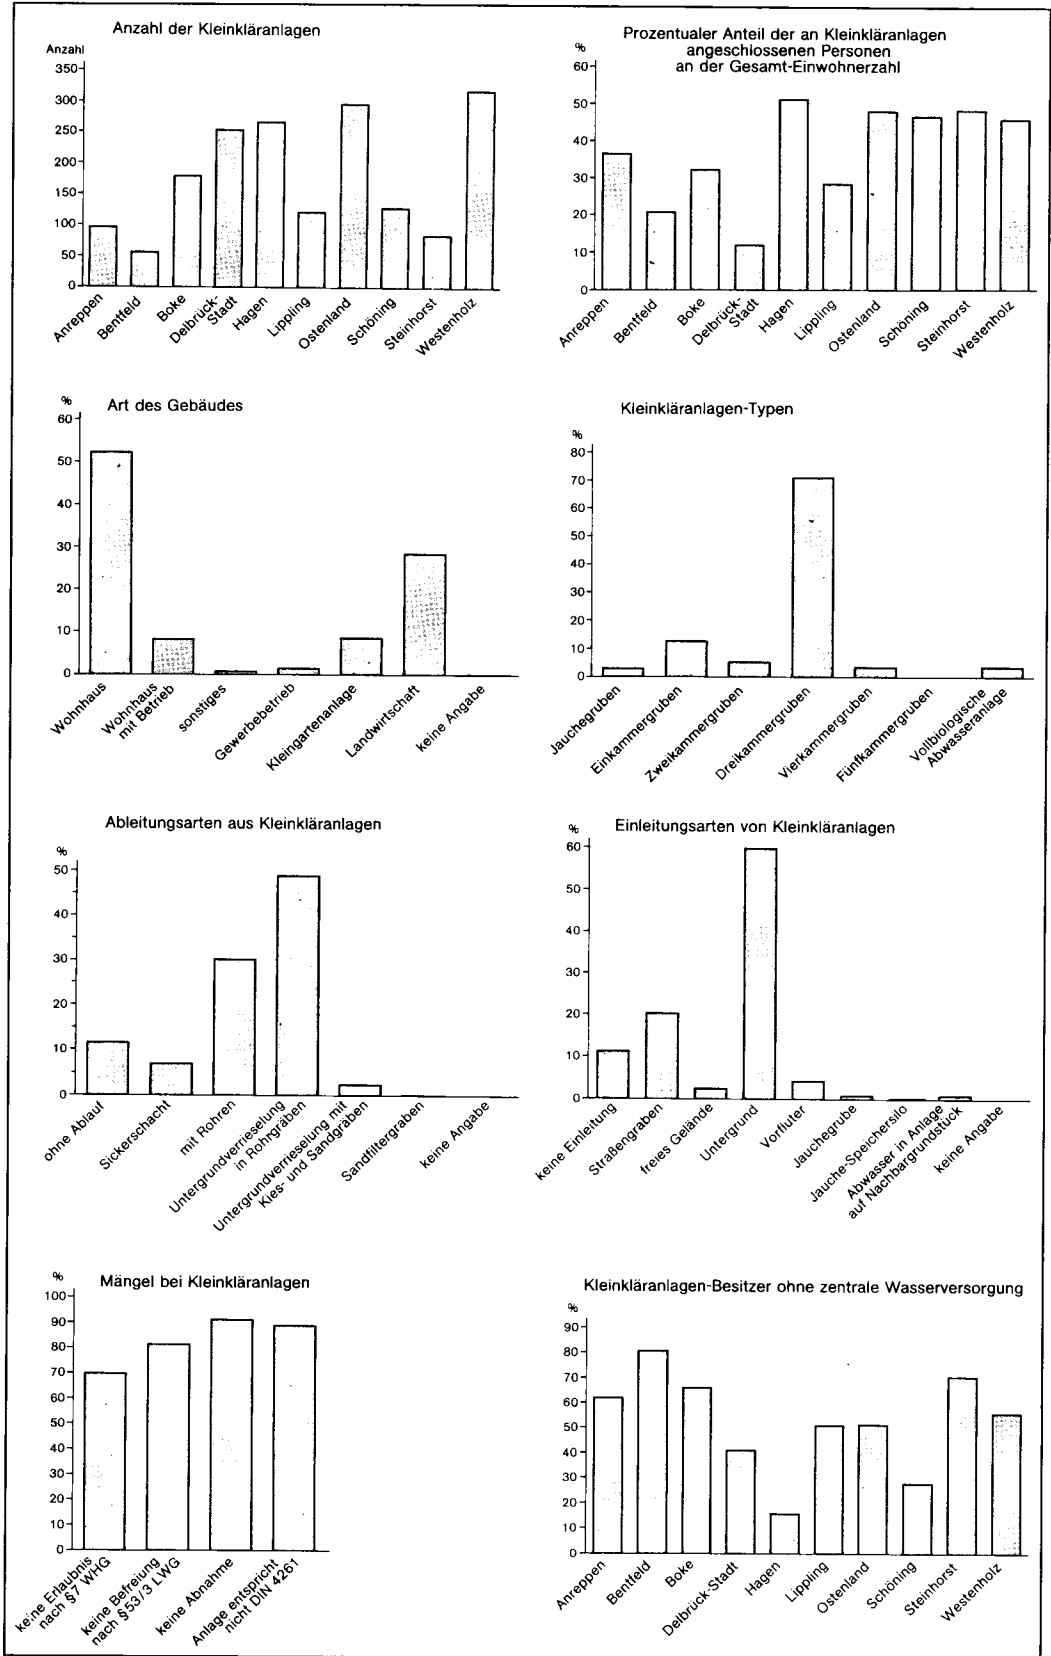 Anzahl der Kleinkläranlagen
Anzahl
350
300
250
200
150
100
50
0
Anreppen
Bentfeld
Boke
Delbrück-
Stadt
Hagen
Lippling
Ostenland
Schöning
Steinhorst
Westenholz
Prozentualer Anteil der an Kleinkläranlagen
angeschlossenen Personen
an der Gesamt-Einwohnerzahl
%
60
50
40
30
20
10
0
Anreppen
Bentfeld
Boke
Delbrück-
Stadt
Hagen
Lippling
Ostenland
Schöning
Steinhorst
Westenholz
Art des Gebäudes
%
60
50
40
30
20
10
0
Wohnhaus
Wohnhaus
mit Betrieb
sonstiges
Gewerbebetrieb
Kleingartenanlage
Landwirtschaft
keine Angabe
Kleinkläranlagen-Typen
%
80
70
60
50
40
30
20
10
0
Jauchegruben
Einkammergruben
Zweikammergruben
Dreikammergruben
Vierkammergruben
Fünfkammergruben
Vollbiologische
Abwasseranlage
Ableitungsarten aus Kleinkläranlagen
%
50
40
30
20
10
0
ohne Ablauf
Sickerschacht
mit Rohren
Untergrundverrieselung
in Rohrgräben
Untergrundverrieselung mit
Kies- und Sandgräben
Sandfiltergraben
keine Angabe
Einleitungsarten von Kleinkläranlagen
%
60
50
40
30
20
10
0
keine Einleitung
Straßengraben
freies Gelände
Untergrund
Vorfluter
Jauchegrube
Jauche-Speichersilo
Abwasser in Anlage
auf Nachbargrundstück
keine Angabe
Mängel bei Kleinkläranlagen
%
100
90
80
70
60
50
40
30
20
10
0
keine Erlaubnis
nach §7 WHG
keine Befreiung
nach §53/3 LWG
keine Abnahme
Anlage entspricht
nicht DIN 4261
Kleinkläranlagen-Besitzer ohne zentrale Wasserversorgung
%
90
80
70
60
50
40
30
20
10
0
Anreppen
Bentfeld
Boke
Delbrück-Stadt
Hagen
Lippling
Ostenland
Schöning
Steinhorst
Westenholz